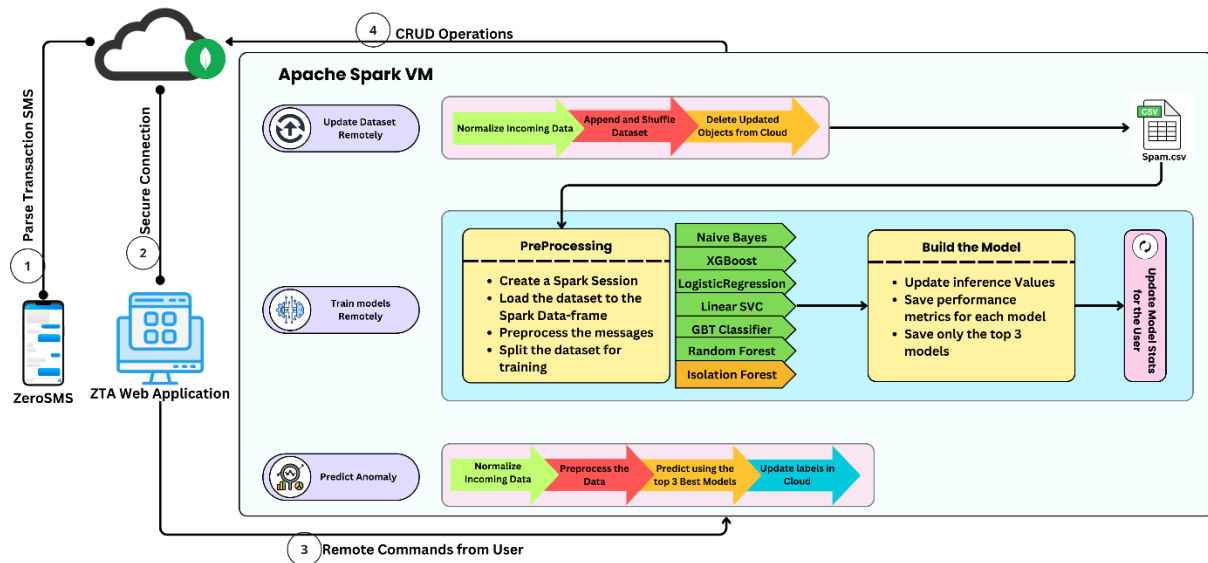 4
CRUD Operations
Parse Transaction SMS
1
Secure Connection
2
ZeroSMS
ZTA Web Application
3
Remote Commands from User
Apache Spark VM
Update Dataset
Remotely
Normalize Incoming Data
Append and Shuffle
Dataset
Delete Updated
Objects from Cloud
CSV
Spam.csv
Train models
Remotely
PreProcessing
• Create a Spark Session
• Load the dataset to the
Spark Data-frame
• Preprocess the messages
• Split the dataset for
training
Naive Bayes
XGBoost
LogisticRegression
Linear SVC
GBT Classifier
Random Forest
Isolation Forest
Build the Model
• Update inference Values
• Save performance
metrics for each model
• Save only the top 3
models
Update Model Stats
for the User
Predict Anomaly
Normalize
Incoming Data
Preprocess the
Data
Predict using the
top 3 Best Models
Update labels in
Cloud